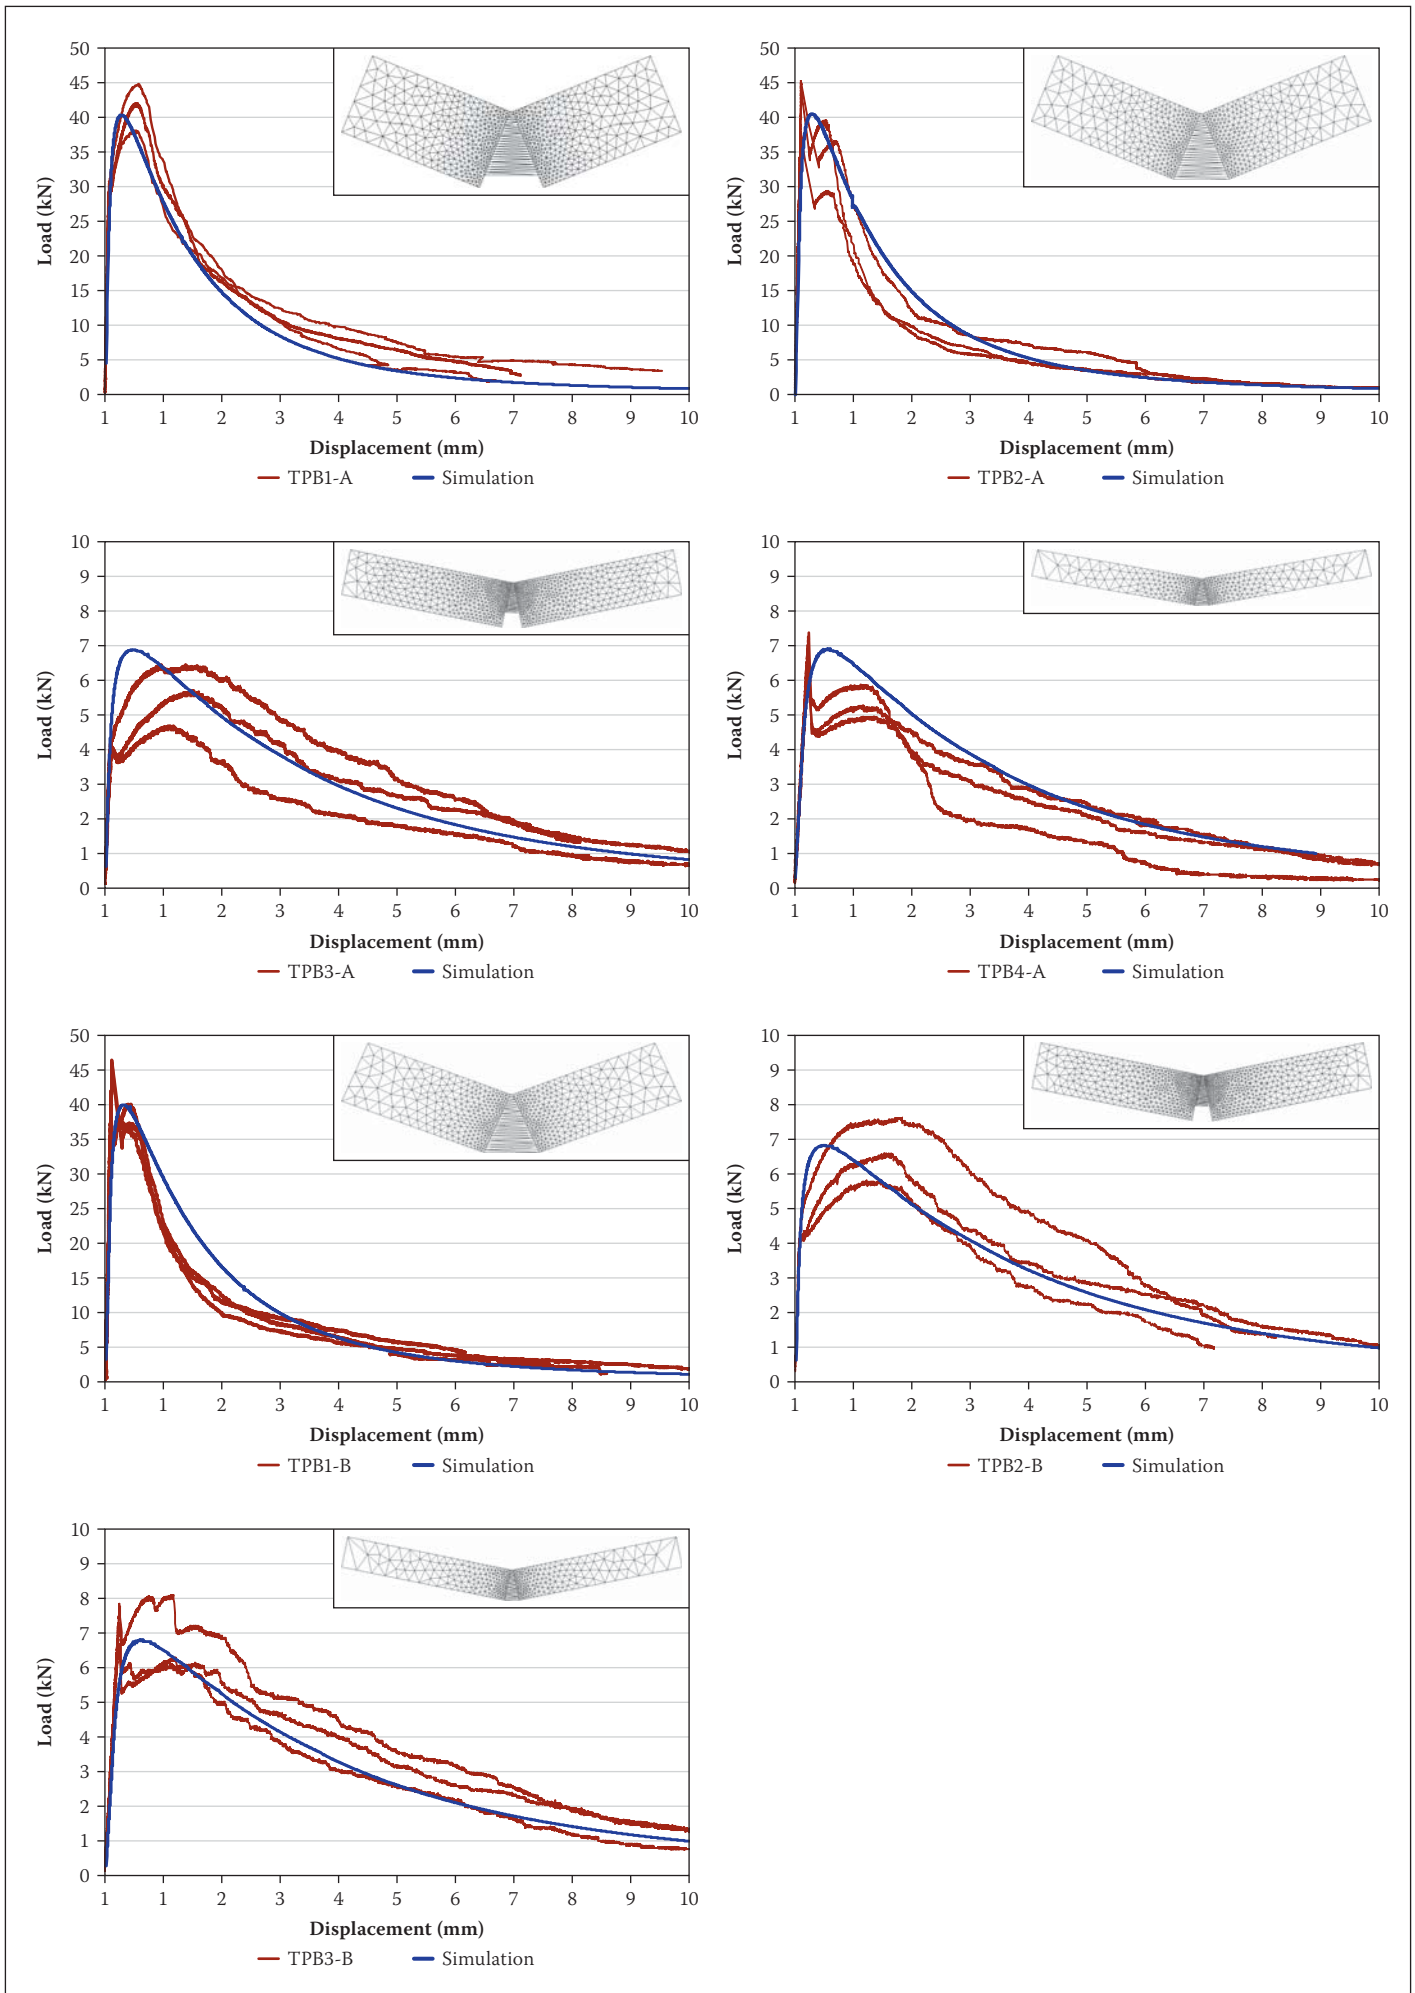 50
45
40
35
30
25
20
15
10
5
0
Load (kN)
1 1 2 3 4 5 6 7 8 9 10
Displacement (mm)
TPB1-A Simulation
50
45
40
35
30
25
20
15
10
5
0
Load (kN)
1 1 2 3 4 5 6 7 8 9 10
Displacement (mm)
TPB2-A Simulation
10
9
8
7
6
5
4
3
2
1
0
Load (kN)
1 1 2 3 4 5 6 7 8 9 10
Displacement (mm)
TPB3-A Simulation
10
9
8
7
6
5
4
3
2
1
0
Load (kN)
1 1 2 3 4 5 6 7 8 9 10
Displacement (mm)
TPB4-A Simulation
50
45
40
35
30
25
20
15
10
5
0
Load (kN)
1 1 2 3 4 5 6 7 8 9 10
Displacement (mm)
TPB1-B Simulation
10
9
8
7
6
5
4
3
2
1
0
Load (kN)
1 1 2 3 4 5 6 7 8 9 10
Displacement (mm)
TPB2-B Simulation
10
9
8
7
6
5
4
3
2
1
0
Load (kN)
1 1 2 3 4 5 6 7 8 9 10
Displacement (mm)
TPB3-B Simulation